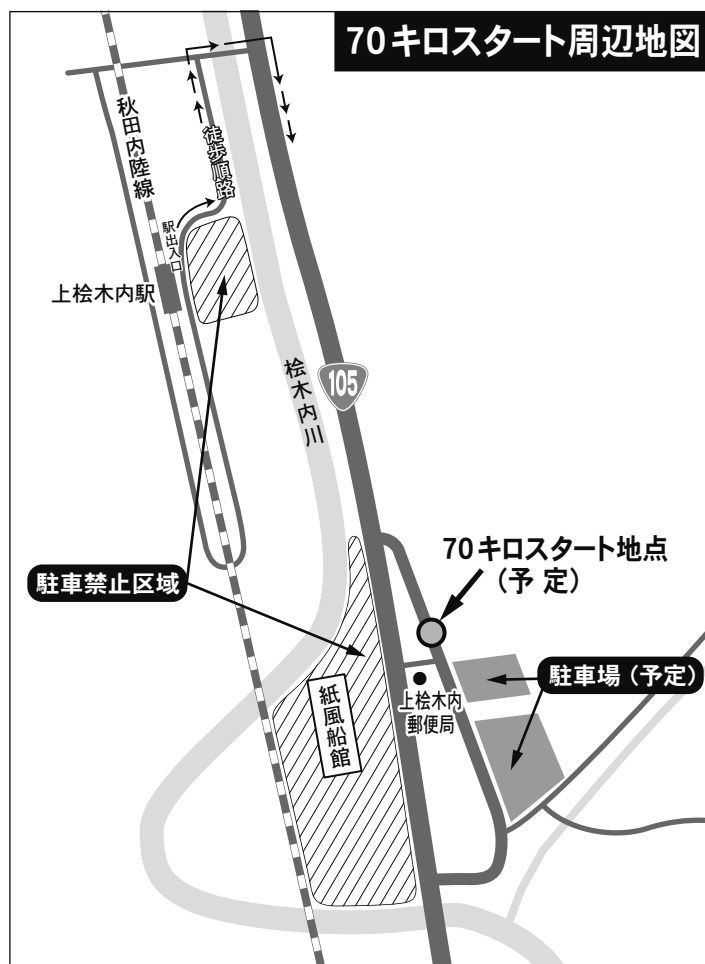 70キロスタート周辺地図
秋田内陸線
徒歩順路
駅出入口
上桧木内駅
桧木内川
105
70キロスタート地点
（予 定）
駐車禁止区域
駐車場（予定）
上桧木内
郵便局
紙風船館